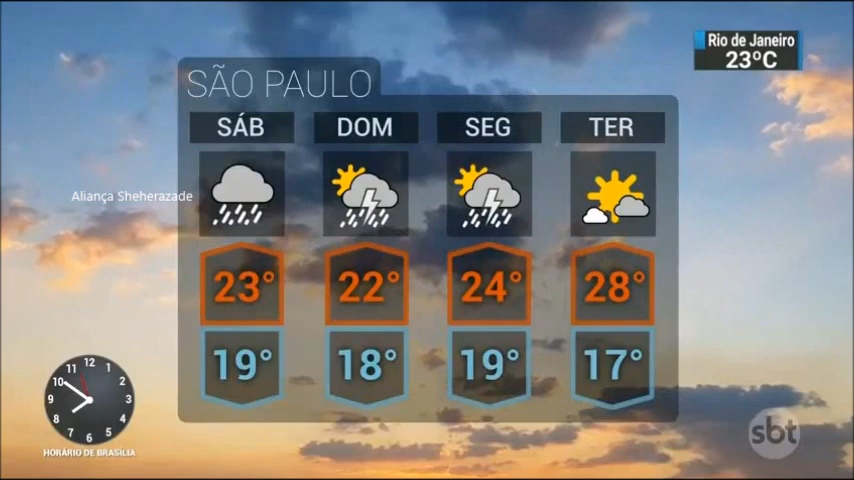 Rio de Janeiro
23ºC
SÃO PAULO
SÁB DOM SEG TER
Aliança Sheherazade
23° 22° 24° 28°
19° 18° 19° 17°
12
11 1
10 2
9 3
8 4
7 5
6
HORÁRIO DE BRASÍLIA
sbt